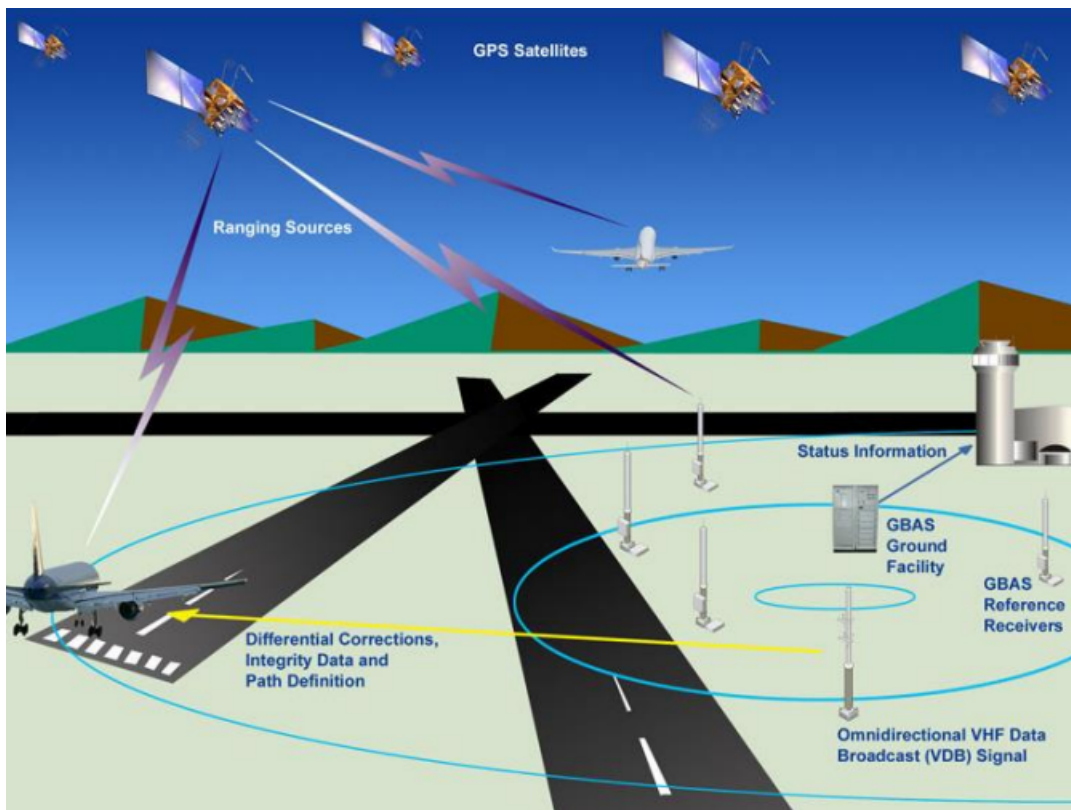 GPS Satellites
Ranging Sources
Status Information
GBAS
Ground
Facility
GBAS
Reference
Receivers
Differential Corrections,
Integrity Data and
Path Definition
Omnidirectional VHF Data
Broadcast (VDB) Signal